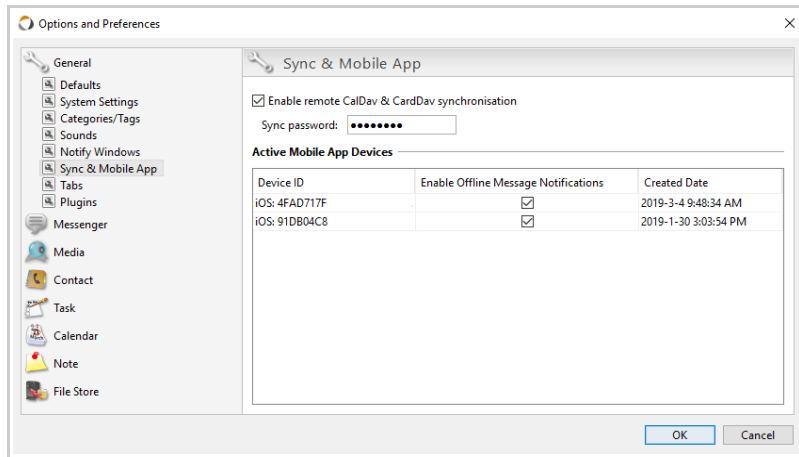 Options and Preferences
General
Defaults
System Settings
Categories/Tags
Sounds
Notify Windows
Sync & Mobile App
Tabs
Plugins
Messenger
Media
Contact
Task
Calendar
Note
File Store
Sync & Mobile App
Enable remote CalDav & CardDav synchronisation
Sync password: ●●●●●●●●
Active Mobile App Devices
Device ID Enable Offline Message Notifications Created Date
iOS: 4FAD717F 2019-3-4 9:48:34 AM
iOS: 91DB04C8 2019-1-30 3:03:54 PM
OK Cancel